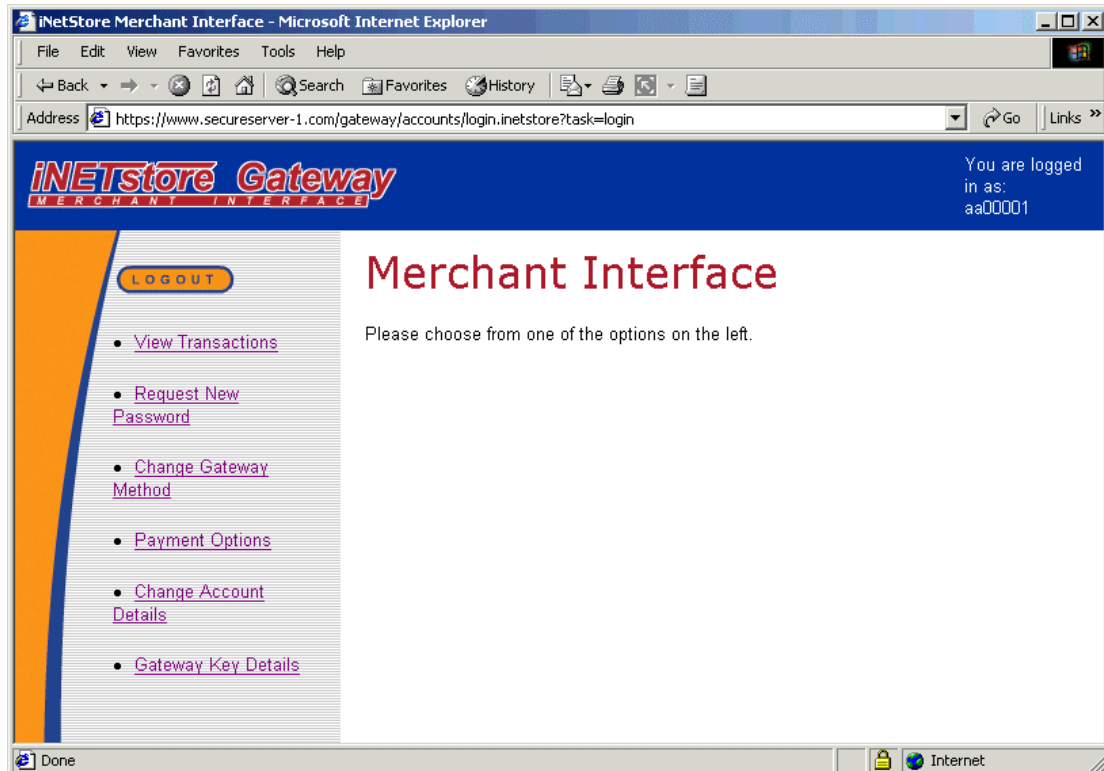 iNetStore Merchant Interface - Microsoft Internet Explorer
File Edit View Favorites Tools Help
Back Search Favorites History
Address https://www.secureserver-1.com/gateway/accounts/login.inetstore?task=login Go Links »
iNETstore Gateway
MERCHANT INTERFACE
You are logged
in as:
aa00001
LOGOUT
Merchant Interface
Please choose from one of the options on the left.
• View Transactions
• Request New
Password
• Change Gateway
Method
• Payment Options
• Change Account
Details
• Gateway Key Details
Done Internet